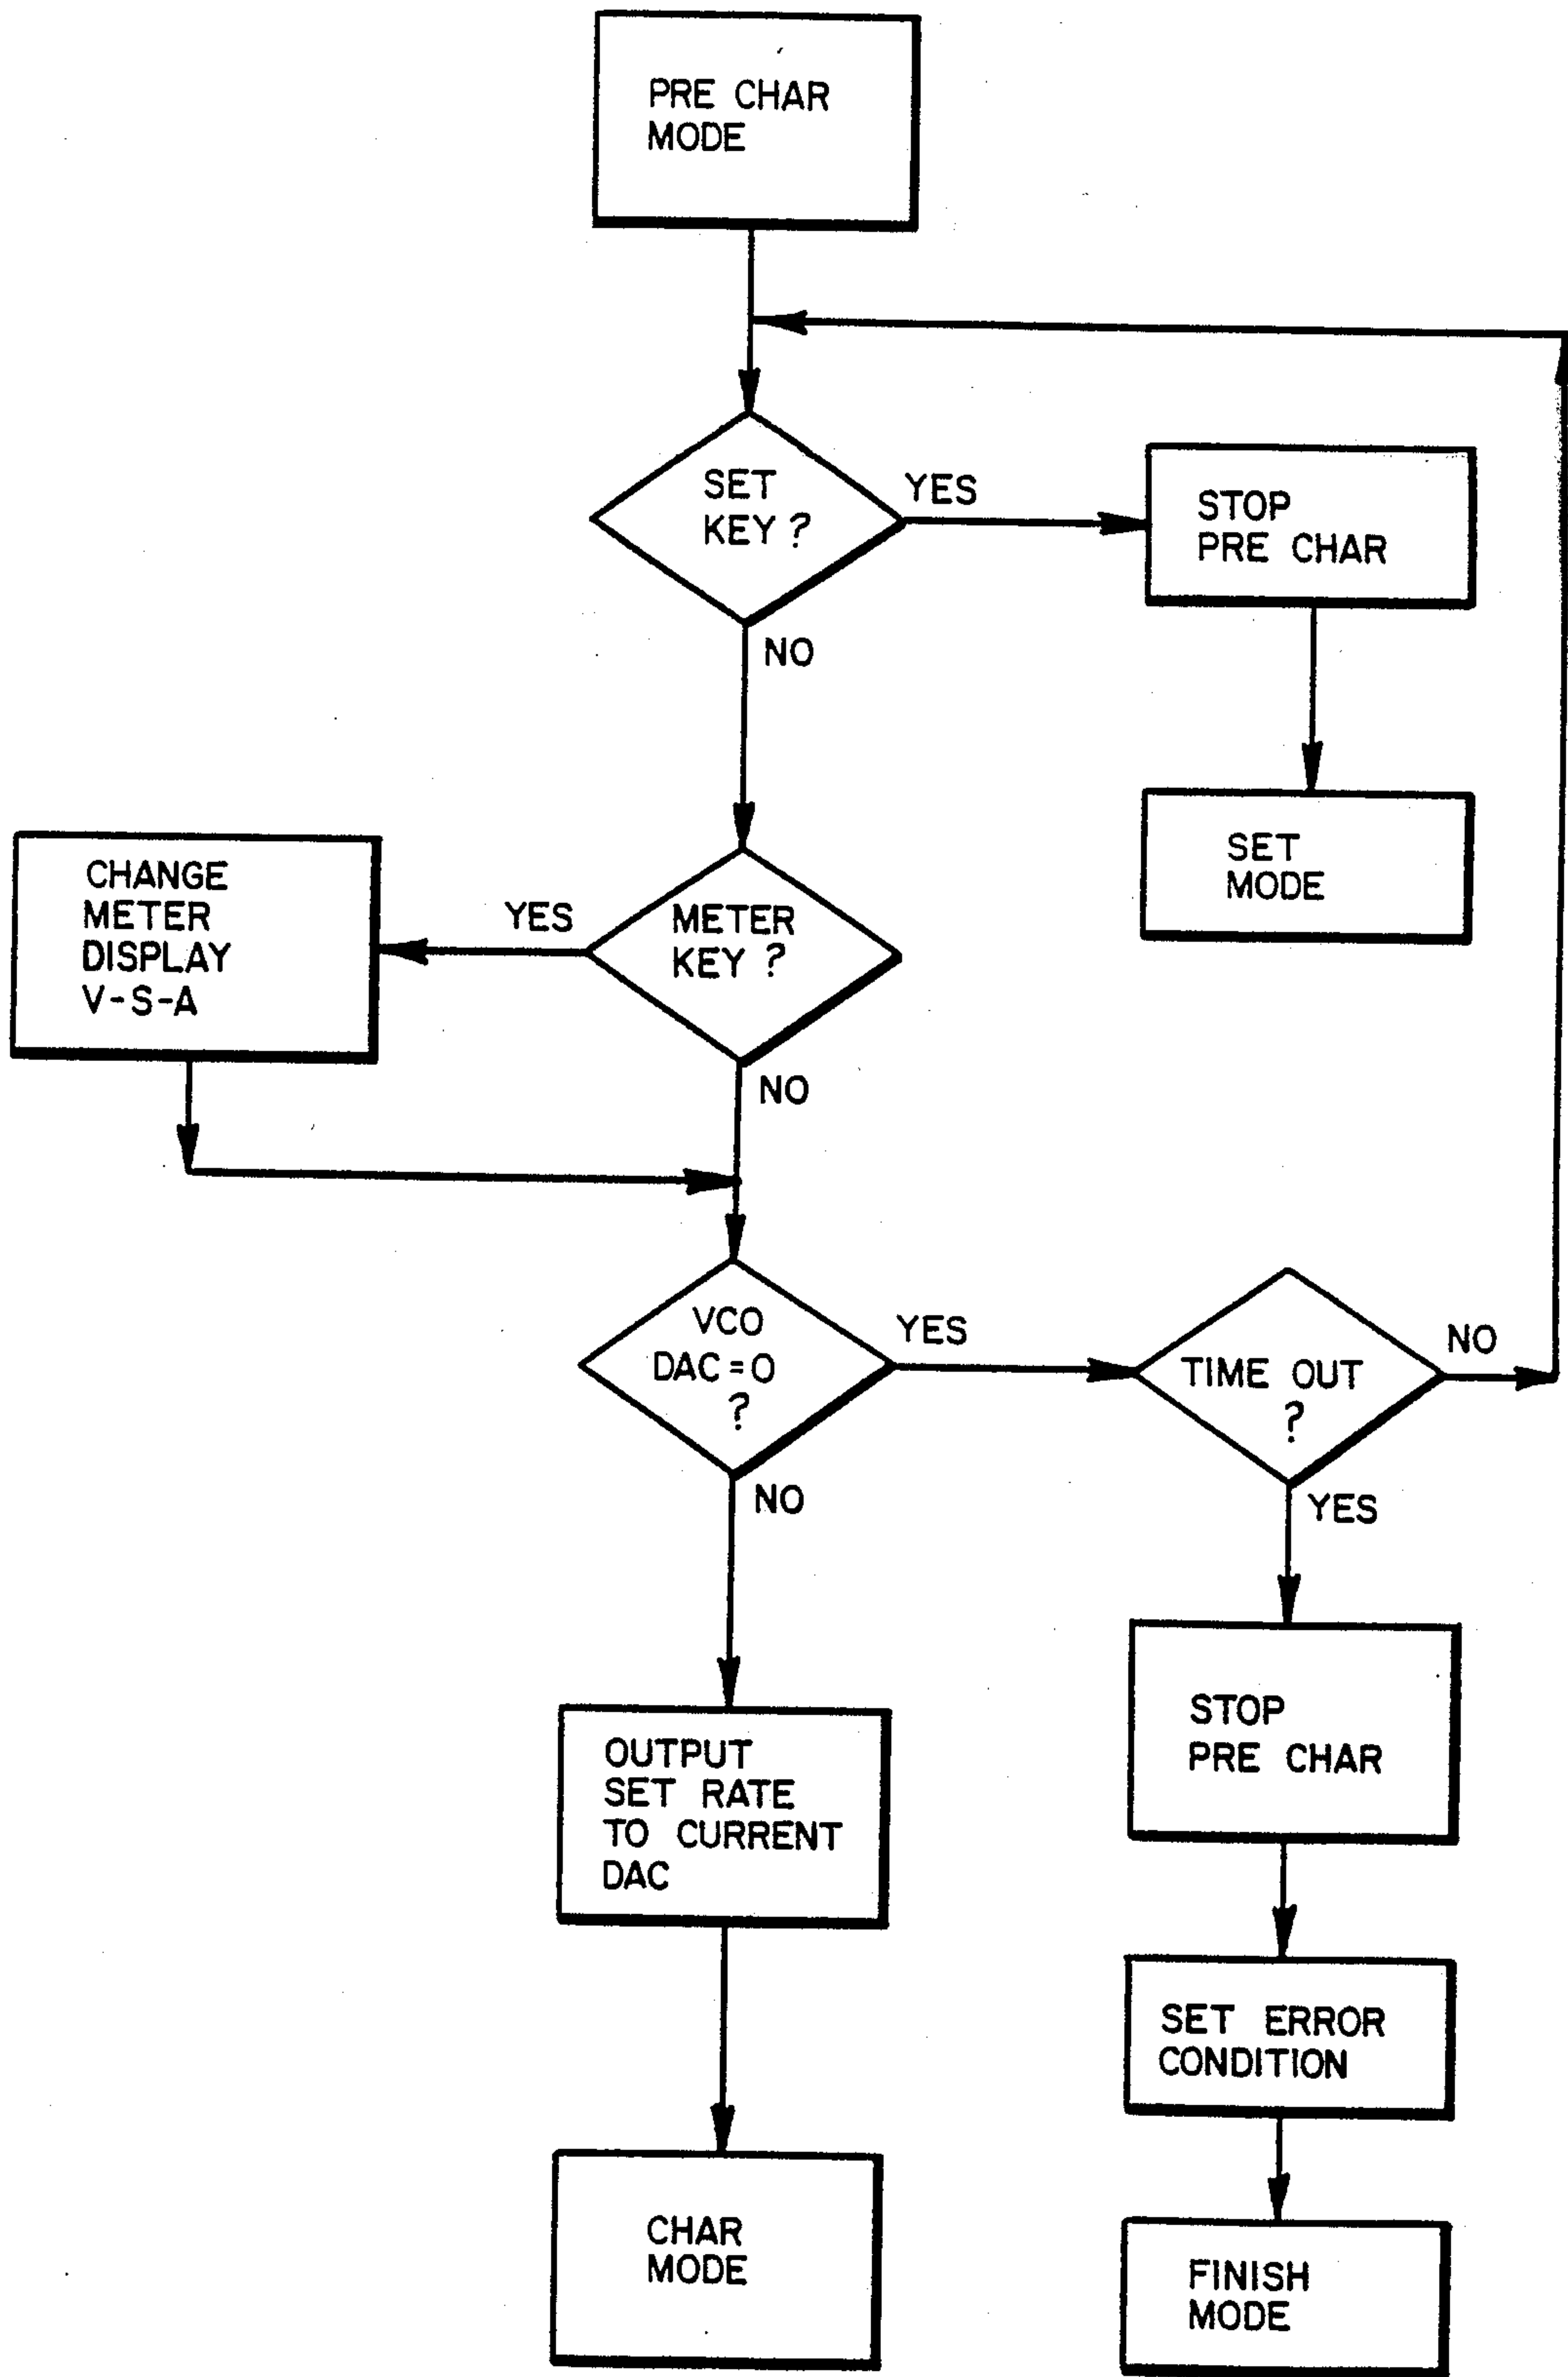 PRE CHAR
MODE
SET
KEY?
YES
STOP
PRE CHAR
NO
SET
MODE
CHANGE
METER
DISPLAY
V-S-A
YES
METER
KEY?
NO
VCO
DAC=0
?
YES
TIME OUT
?
NO
NO
YES
OUTPUT
SET RATE
TO CURRENT
DAC
STOP
PRE CHAR
SET ERROR
CONDITION
CHAR
MODE
FINISH
MODE